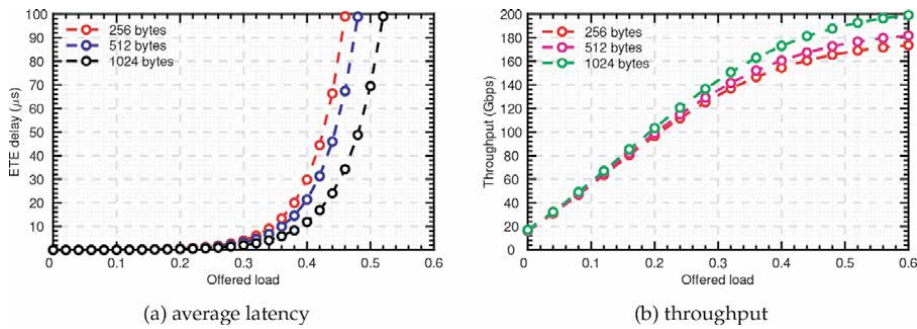 100
90
80
70
60
50
40
30
20
10
ETE delay (μs)
256 bytes
512 bytes
1024 bytes
0 0.1 0.2 0.3 0.4 0.5 0.6
Offered load
(a) average latency
200
180
160
140
120
100
80
60
40
20
0
Throughput (Gbps)
256 bytes
512 bytes
1024 bytes
0 0.1 0.2 0.3 0.4 0.5 0.6
Offered load
(b) throughput